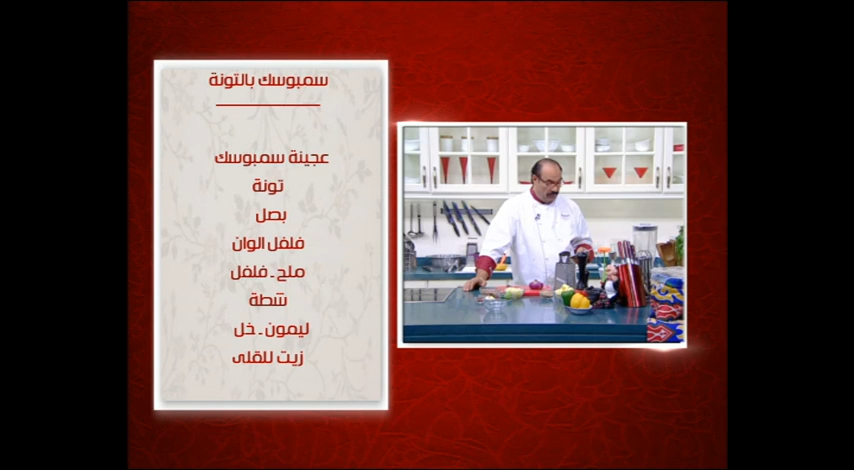 سمبوسك بالتونة
عجينة سمبوسك
تونة
بصل
فلفل الوان
ملح - فلفل
شطة
ليمون - خل
زيت للقلى